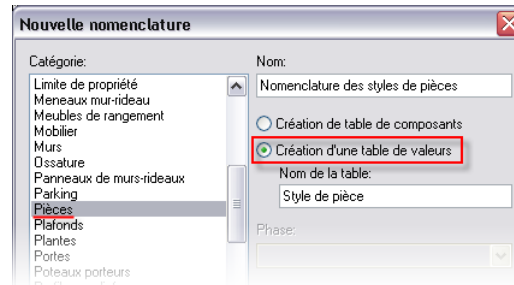 Nouvelle nomenclature
Catégorie:
Limite de propriété
Meneaux mur-rideau
Meubles de rangement
Mobilier
Murs
Ossature
Panneaux de murs-rideaux
Parking
Pièces
Plafonds
Plantes
Portes
Poteaux porteurs
Nom:
Nomenclature des styles de pièces
Création de table de composants
Création d'une table de valeurs
Nom de la table:
Style de pièce
Phase: